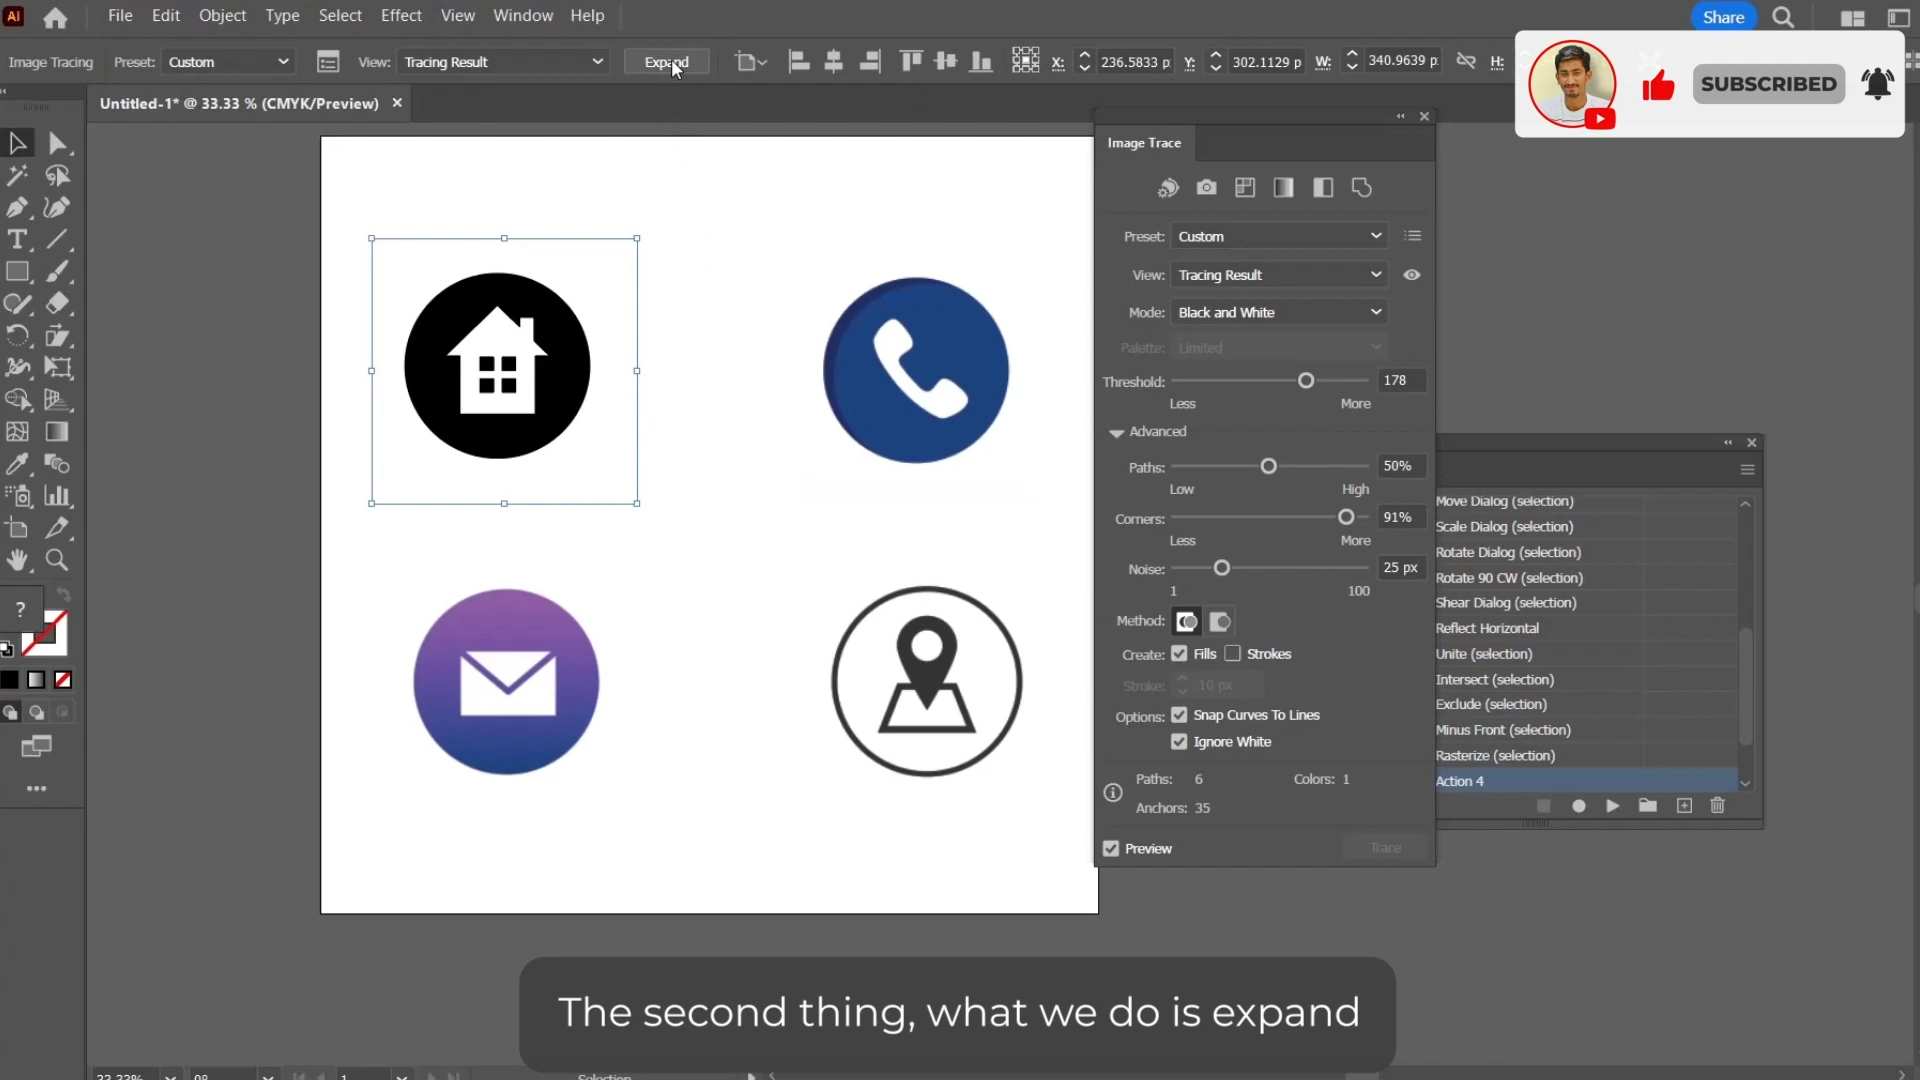 Ai
File Edit Object Type Select Effect View Window Help
Share
Image Tracing Preset: Custom View: Tracing Result Expand X: 236.5833 p Y: 302.1129 p W: 340.9639 p H:
SUBSCRIBED
Untitled-1* @ 33.33 % (CMYK/Preview) ×
Image Trace
Preset: Custom
View: Tracing Result
Mode: Black and White
Palette: Limited
Threshold: 178
Less More
Advanced
Paths: 50%
Low High
Corners: 91%
Less More
Noise: 25 px
1 100
Method:
Create: Fills Strokes
Stroke: 10 px
Options: Snap Curves To Lines
Ignore White
Paths: 6 Colors: 1
Anchors: 35
Preview Trace
Move Dialog (selection)
Scale Dialog (selection)
Rotate Dialog (selection)
Rotate 90 CW (selection)
Shear Dialog (selection)
Reflect Horizontal
Unite (selection)
Intersect (selection)
Exclude (selection)
Minus Front (selection)
Rasterize (selection)
Action 4
?
The second thing, what we do is expand
33.33% 0° 1 Selection